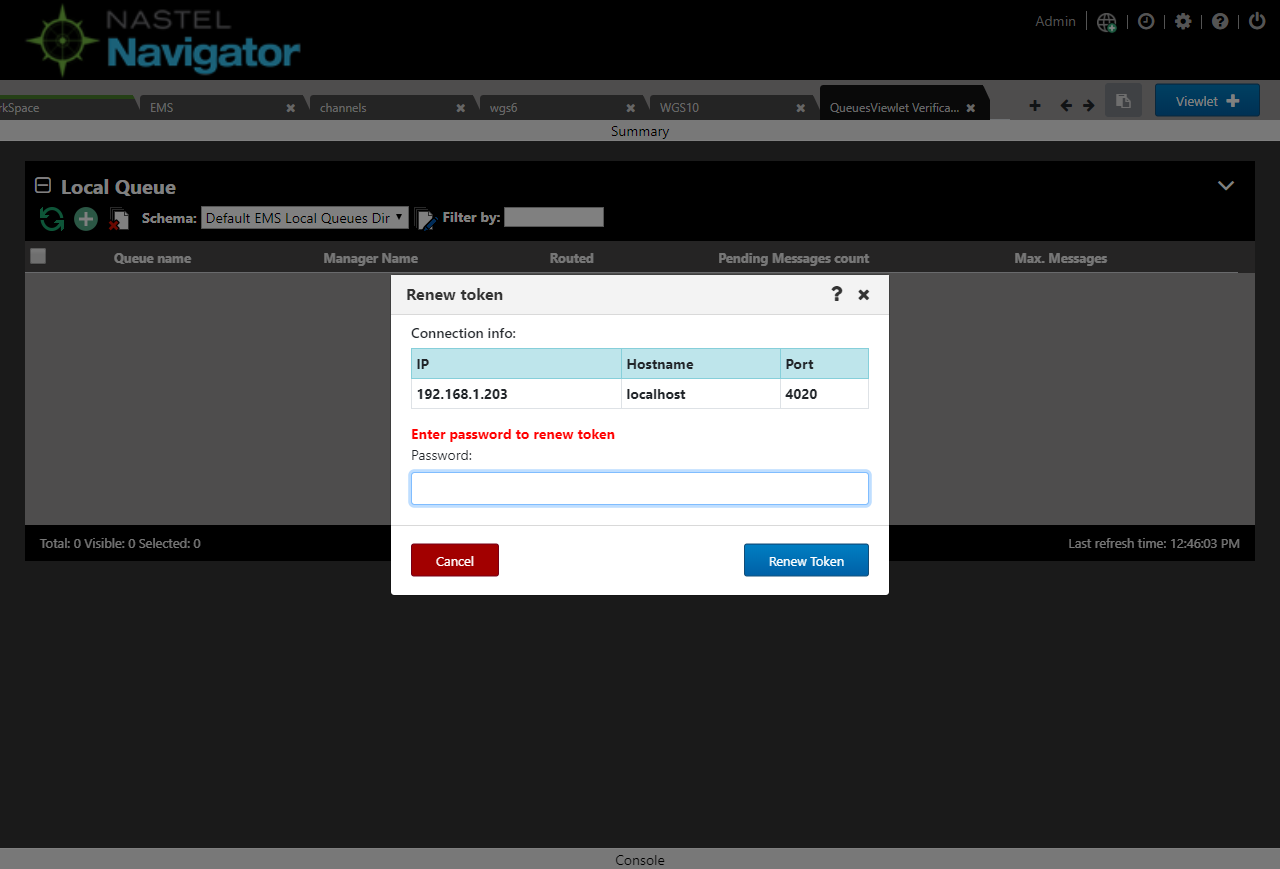 NASTEL
Navigator
Admin
rkSpace
EMS
channels
wgs6
WGS10
QueuesViewlet Verifica...
Viewlet
Summary
Local Queue
Schema: Default EMS Local Queues Dir Filter by:
Queue name Manager Name Routed Pending Messages count Max. Messages
Renew token
Connection info:
IP Hostname Port
192.168.1.203 localhost 4020
Enter password to renew token
Password:
Cancel Renew Token
Total: 0 Visible: 0 Selected: 0
Last refresh time: 12:46:03 PM
Console